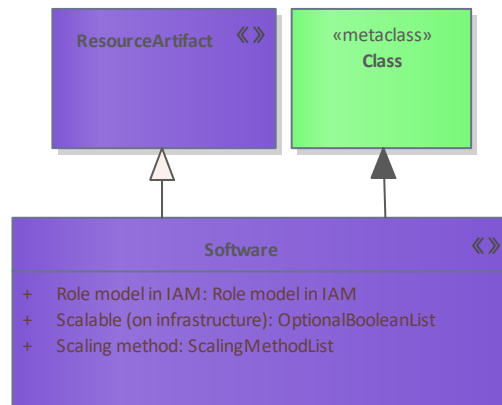 ResourceArtifact «»
«metaclass»
Class
Software «»
+ Role model in IAM: Role model in IAM
+ Scalable (on infrastructure): OptionalBooleanList
+ Scaling method: ScalingMethodList